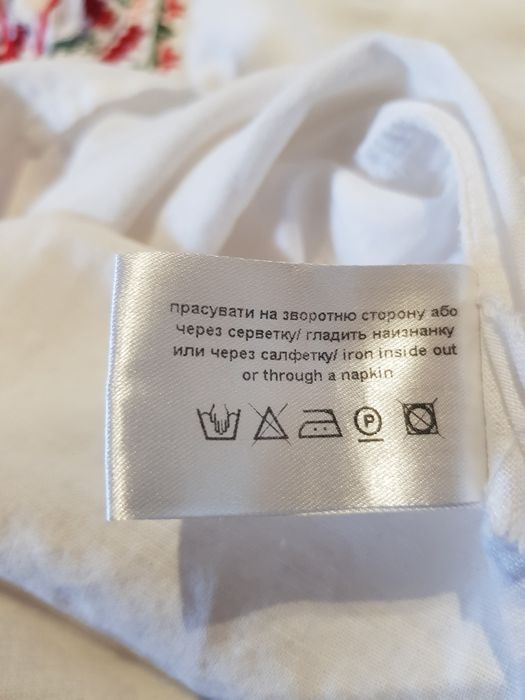 прасувати на зворотню сторону або
через серветку/ гладить наизнанку
или через салфетку/ iron inside out
or through a napkin
P